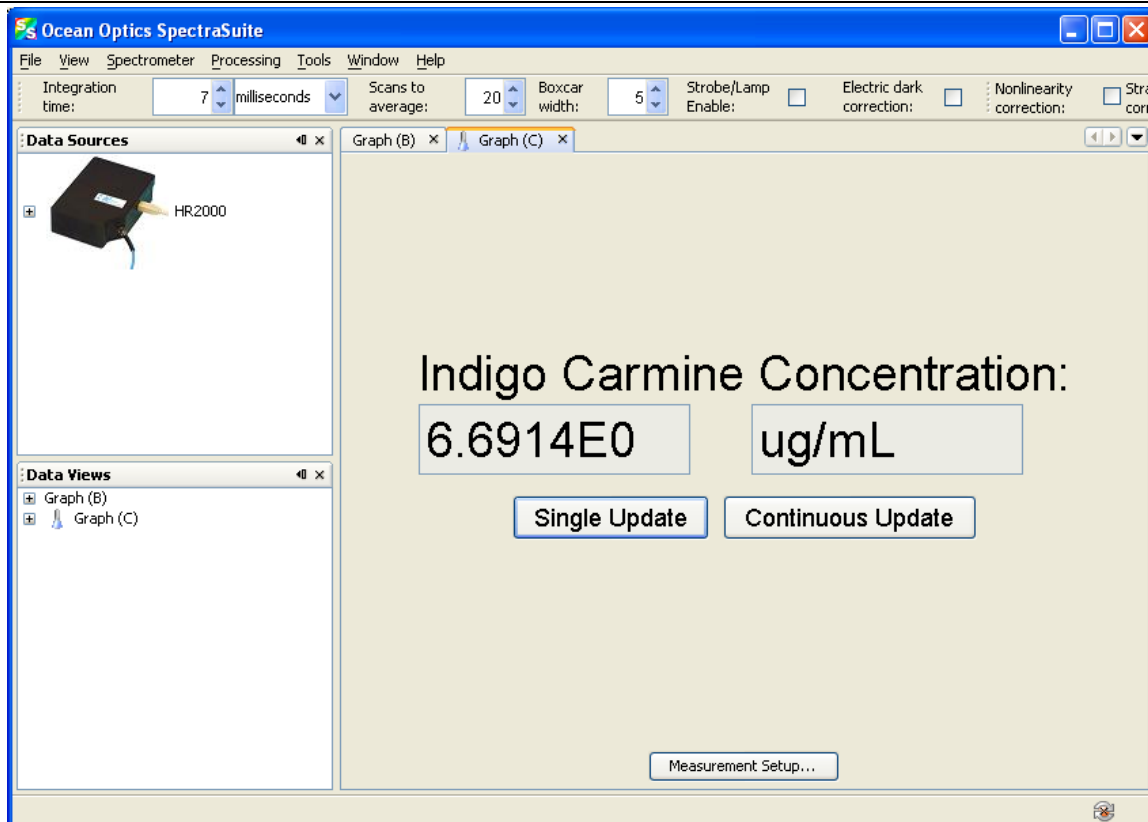 Ocean Optics SpectraSuite
File View Spectrometer Processing Tools Window Help
Integration time: 7 milliseconds Scans to average: 20 Boxcar width: 5 Strobe/Lamp Enable: Electric dark correction: Nonlinearity correction: Stra corr
Data Sources
Graph (B) Graph (C)
HR2000
Indigo Carmine Concentration:
6.6914E0 ug/mL
Single Update Continuous Update
Data Views
Graph (B)
Graph (C)
Measurement Setup...